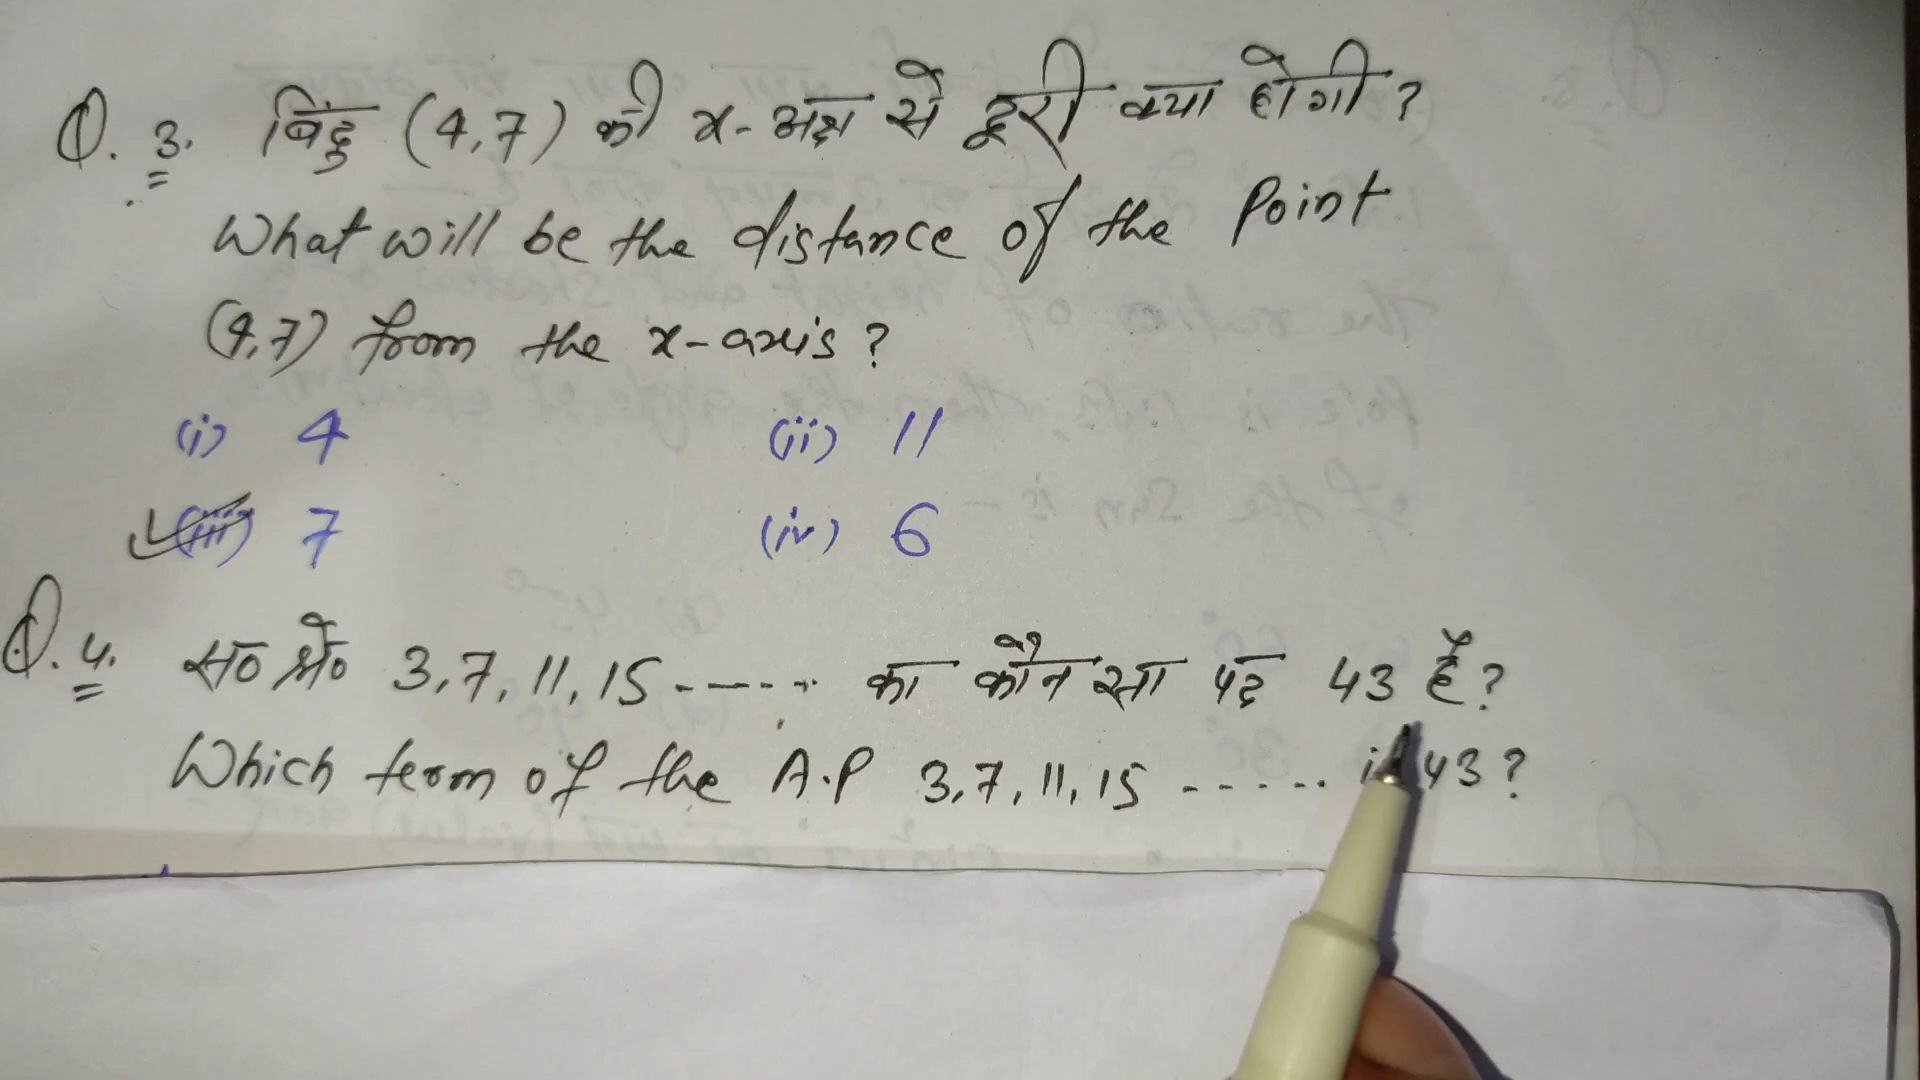 Q. 3. बिंदु (4,7) की x-अक्ष से दूरी क्या होगी?
What will be the distance of the Point
(4,7) from the x-axis?
(i) 4 (ii) 11
(iii) 7 (iv) 6
Q. 4. स० श्रे० 3,7,11,15 ------ का कौन सा पद 43 है?
Which term of the A.P 3,7,11,15 ----- is 43?